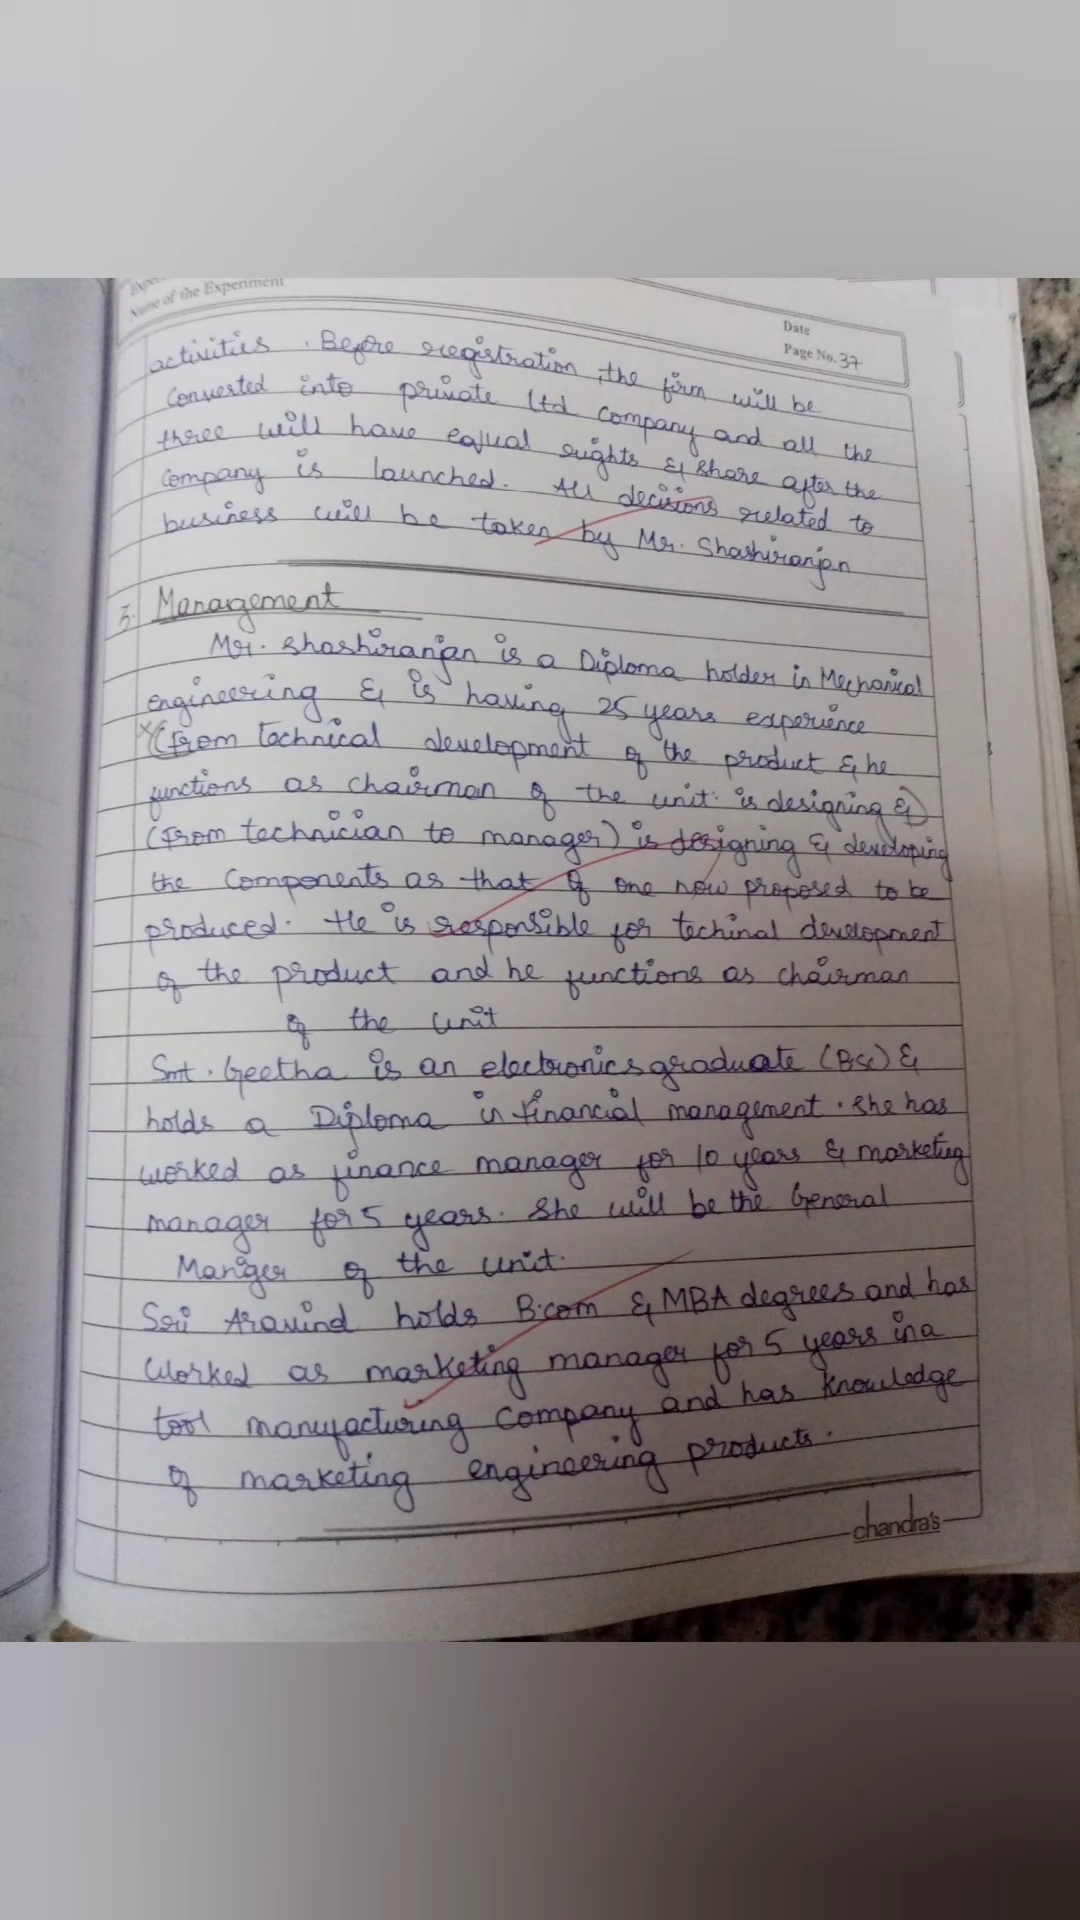 Name of the Experiment
Date
Page No. 37
activities. Before registration, the firm will be
converted into private ltd company and all the
three will have equal rights & share after the
company is launched. All decisions related to
business will be taken by Mr. Shashiranjan
3. Management
Mr. Shashiranjan is a Diploma holder in Mechanical
engineering & is having 25 years experience
x (from technical development of the product & he
functions as chairman of the unit. is designing &)
(from technician to manager) is designing & developing
the components as that of one now proposed to be
produced. He is responsible for techinal development
of the product and he functions as chairman
of the unit
Smt. Geetha is an electronics graduate (BSc) &
holds a Diploma in financial management. She has
worked as finance manager for 10 years & marketing
manager for 5 years. She will be the General
Manger of the unit.
Sri Aravind holds B.com & MBA degrees and has
worked as marketing manager for 5 years in a
tool manufacturing company and has knowledge
of marketing engineering products.
chandra's